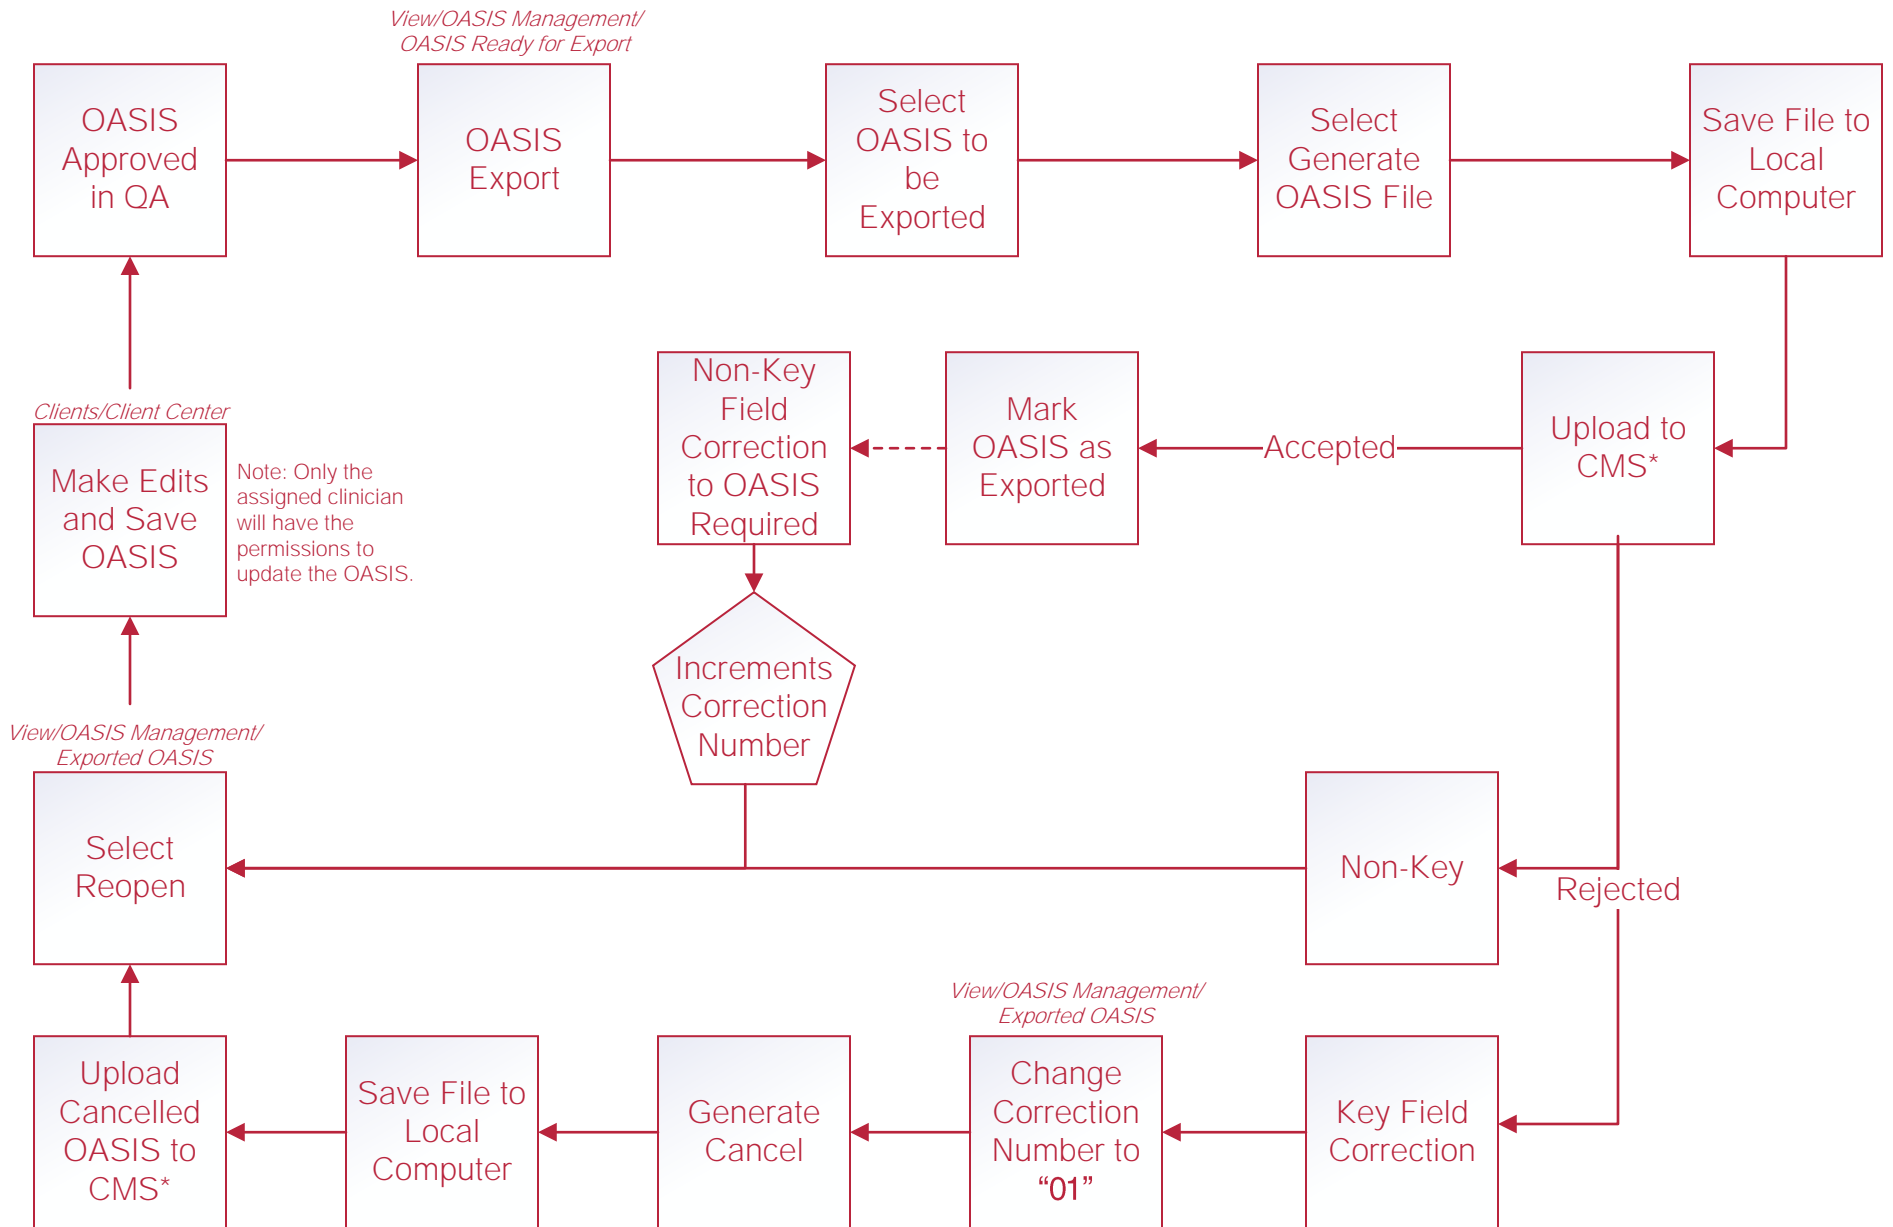 View/OASIS Management/
OASIS Ready for Export
OASIS
Approved
in QA
OASIS
Export
Select
OASIS to
be
Exported
Select
Generate
OASIS File
Save File to
Local
Computer
Non-Key
Field
Correction
to OASIS
Required
Mark
OASIS as
Exported
Accepted
Upload to
CMS*
Clients/Client Center
Make Edits
and Save
OASIS
Note: Only the
assigned clinician
will have the
permissions to
update the OASIS.
Increments
Correction
Number
View/OASIS Management/
Exported OASIS
Select
Reopen
Non-Key
Rejected
View/OASIS Management/
Exported OASIS
Upload
Cancelled
OASIS to
CMS*
Save File to
Local
Computer
Generate
Cancel
Change
Correction
Number to
“01”
Key Field
Correction